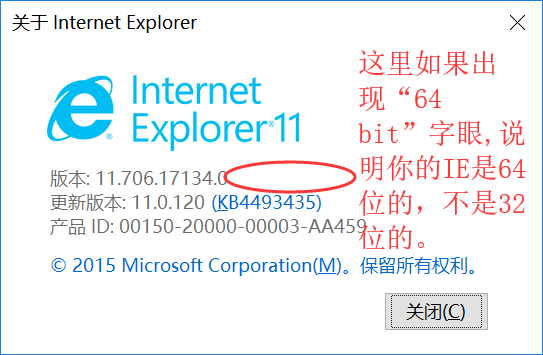 关于 Internet Explorer
Internet
Explorer®11
版本: 11.706.17134.0
更新版本: 11.0.120 (KB4493435)
产品 ID: 00150-20000-00003-AA459
© 2015 Microsoft Corporation(M)。保留所有权利。
关闭(C)
这里如果出
现“64
bit”字眼,说
明你的IE是64
位的，不是32
位的。